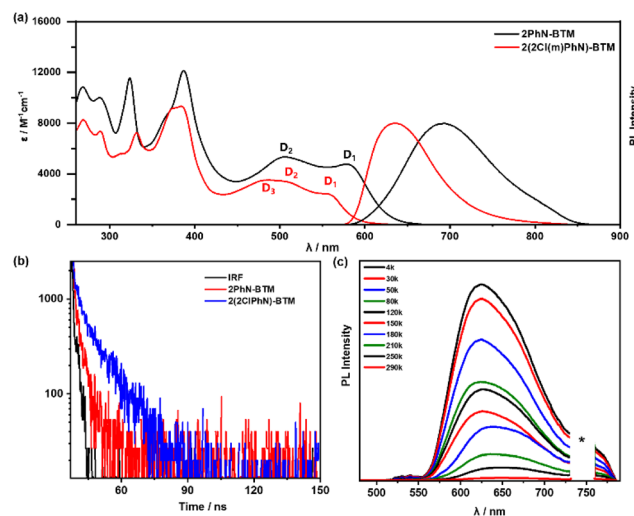 (a)
2PhN-BTM
2(2Cl(m)PhN)-BTM
16000
12000
8000
4000
0
ε / M⁻¹cm⁻¹
PL Intensity
D₂
D₁
D₃
D₂
D₁
300
400
500
600
700
800
900
λ / nm
(b)
IRF
2PhN-BTM
2(2ClPhN)-BTM
1000
100
60
90
120
150
Time / ns
(c)
4k
30k
50k
80k
120k
150k
180k
210k
250k
290k
PL Intensity
*
500
550
600
650
700
750
λ / nm